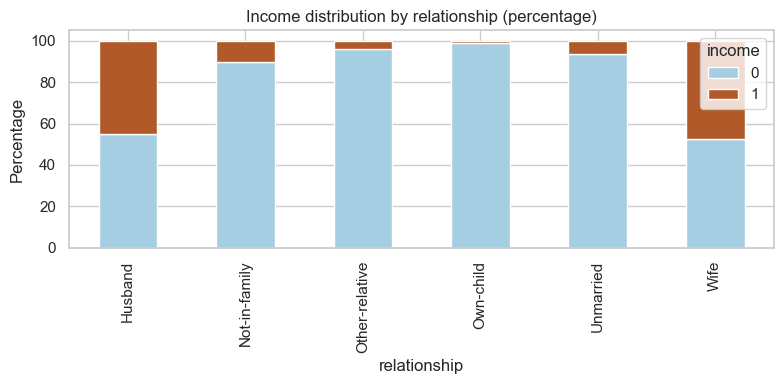 Income distribution by relationship (percentage)
income
0
1
Percentage
100
80
60
40
20
0
Husband
Not-in-family
Other-relative
Own-child
Unmarried
Wife
relationship